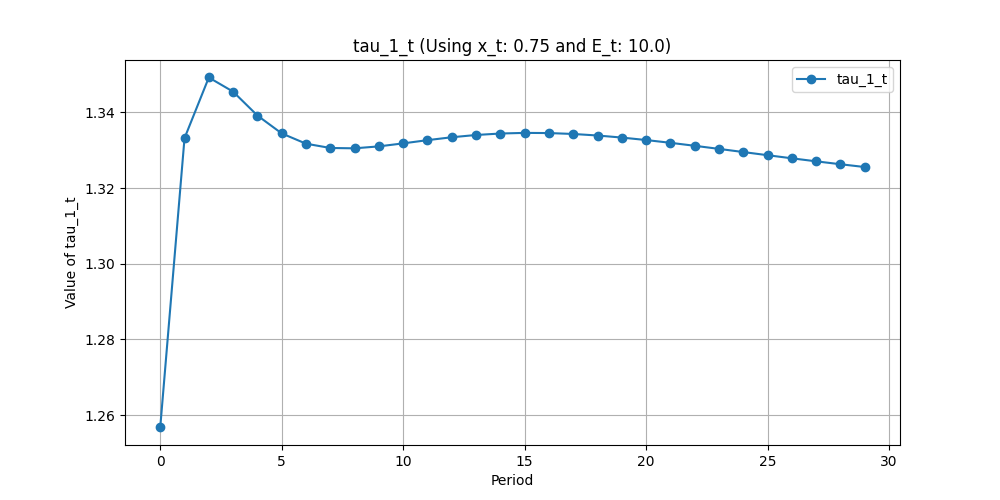 tau_1_t (Using x_t: 0.75 and E_t: 10.0)
tau_1_t
1.34
1.32
1.30
1.28
1.26
Value of tau_1_t
0 5 10 15 20 25 30
Period